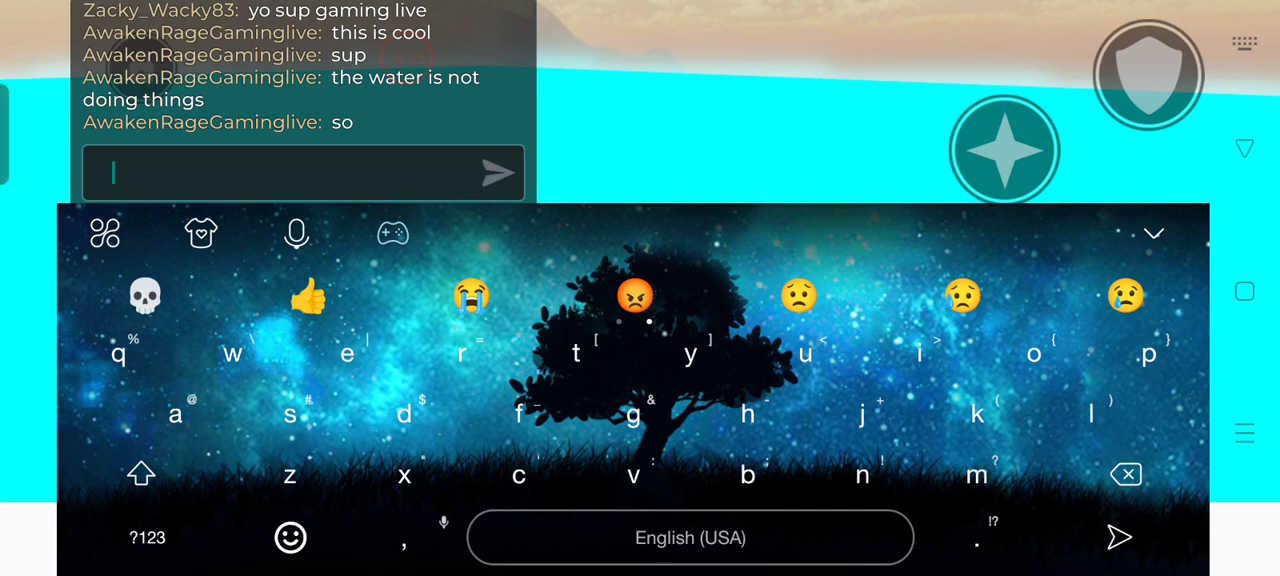 Zacky_Wacky83: yo sup gaming live
AwakenRageGaminglive: this is cool
AwakenRageGaminglive: sup
AwakenRageGaminglive: the water is not
doing things
AwakenRageGaminglive: so
% \ | = [ ] < > { }
q w e r t y u i o p
@ # $ _ & - + ( )
a s d f g h j k l
* " ' : ; ! ?
z x c v b n m
?123 , English (USA) . !?